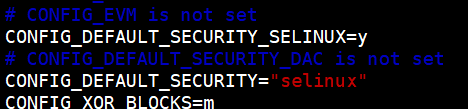 # CONFIG_EVM is not set
CONFIG_DEFAULT_SECURITY_SELINUX=y
# CONFIG_DEFAULT_SECURITY_DAC is not set
CONFIG_DEFAULT_SECURITY="selinux"
CONFIG_XOR_BLOCKS=m